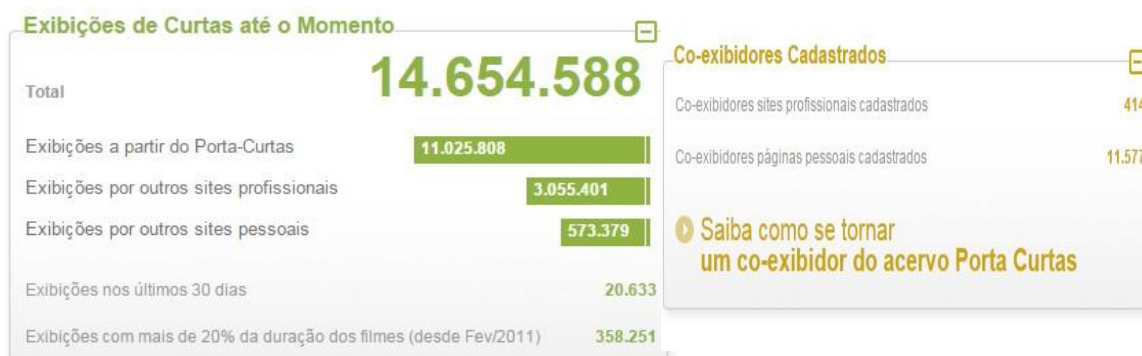 Exibições de Curtas até o Momento
Total 14.654.588
Exibições a partir do Porta-Curtas 11.025.808
Exibições por outros sites profissionais 3.055.401
Exibições por outros sites pessoais 573.379
Exibições nos últimos 30 dias 20.633
Exibições com mais de 20% da duração dos filmes (desde Fev/2011) 358.251
Co-exibidores Cadastrados
Co-exibidores sites profissionais cadastrados 414
Co-exibidores páginas pessoais cadastrados 11.577
Saiba como se tornar
um co-exibidor do acervo Porta Curtas